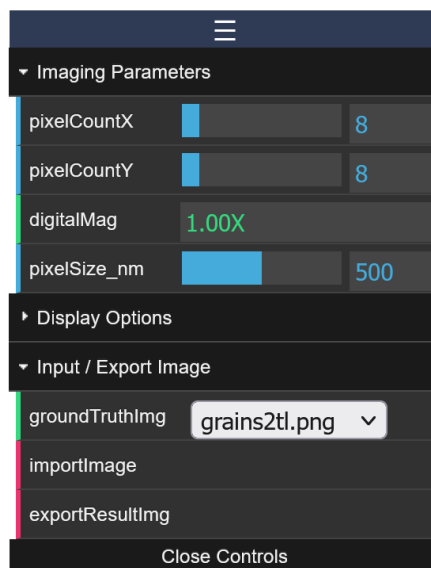 Imaging Parameters
pixelCountX 8
pixelCountY 8
digitalMag 1.00X
pixelSize_nm 500
Display Options
Input / Export Image
groundTruthImg grains2tl.png
importImage
exportResultImg
Close Controls